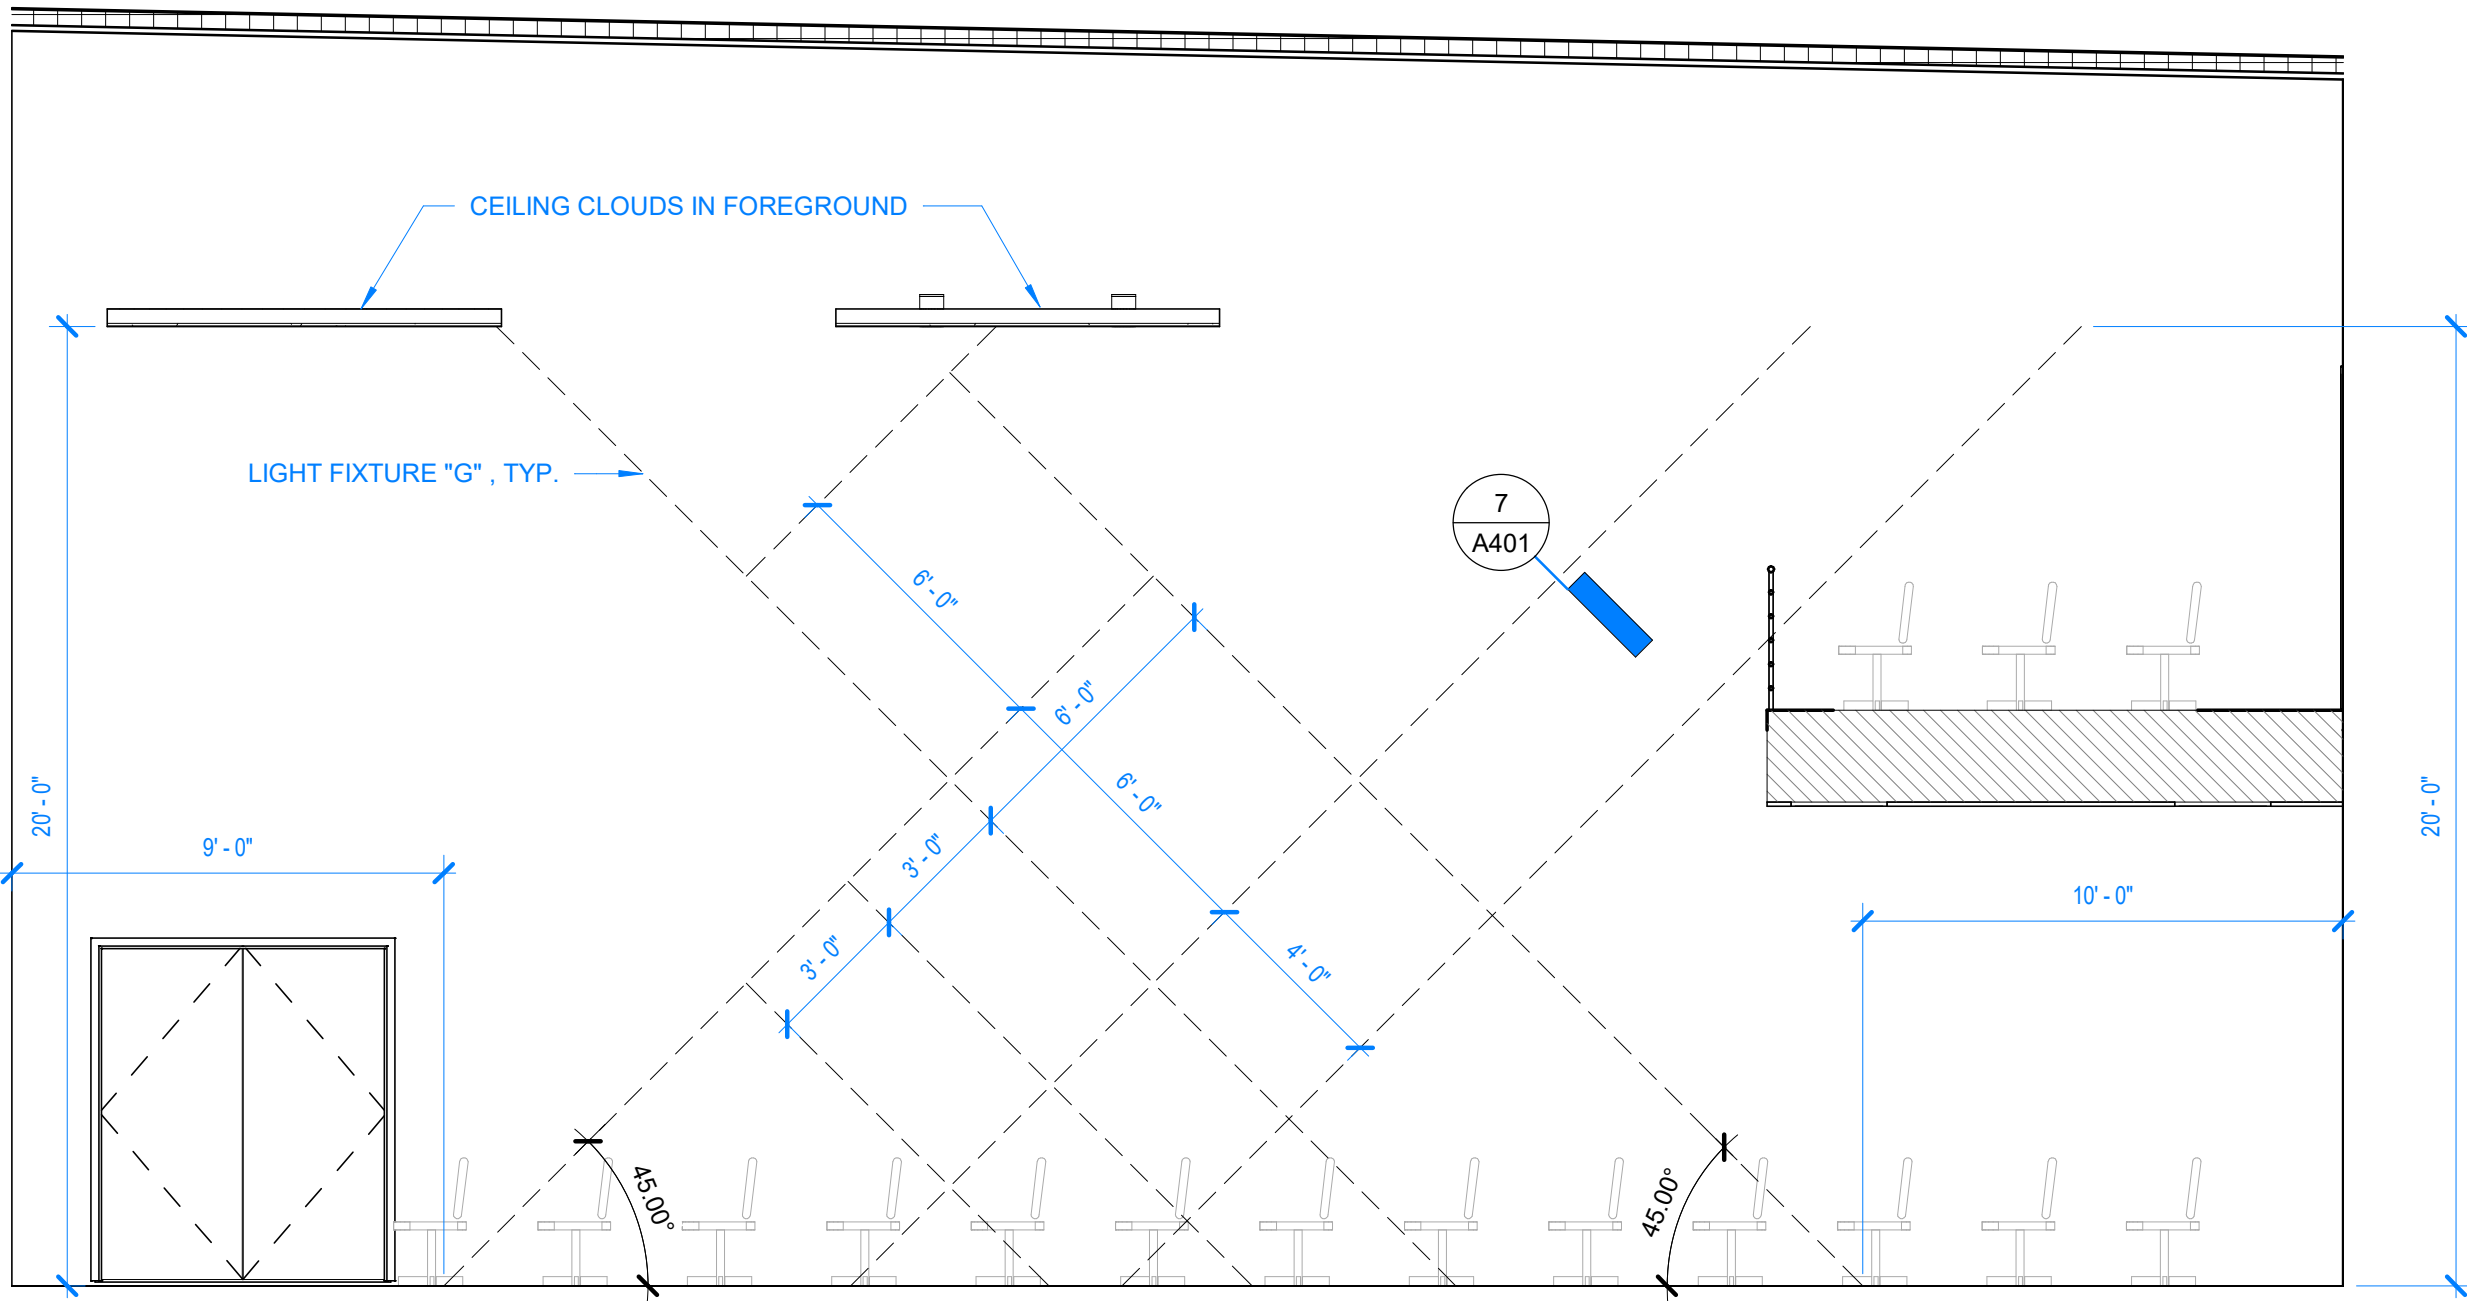 CEILING CLOUDS IN FOREGROUND
LIGHT FIXTURE "G" , TYP.
7
A401
6' - 0"
6' - 0"
6' - 0"
3' - 0"
3' - 0"
4' - 0"
20' - 0"
20' - 0"
9' - 0"
10' - 0"
45.00°
45.00°